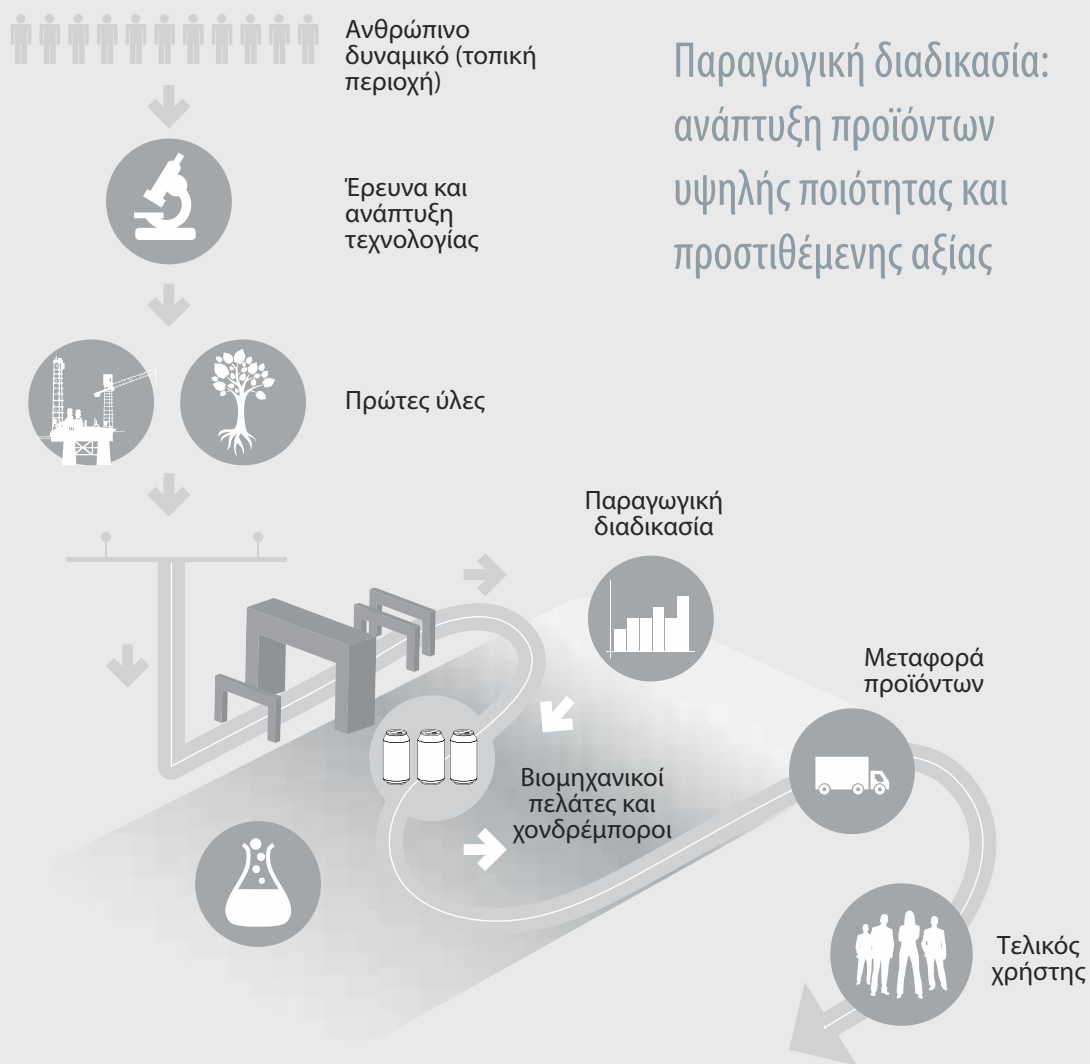 Ανθρώπινο
δυναμικό (τοπική
περιοχή)
Παραγωγική διαδικασία:
ανάπτυξη προϊόντων
υψηλής ποιότητας και
προστιθέμενης αξίας
Έρευνα και
ανάπτυξη
τεχνολογίας
Πρώτες ύλες
Παραγωγική
διαδικασία
Μεταφορά
προϊόντων
Βιομηχανικοί
πελάτες και
χονδρέμποροι
Τελικός
χρήστης